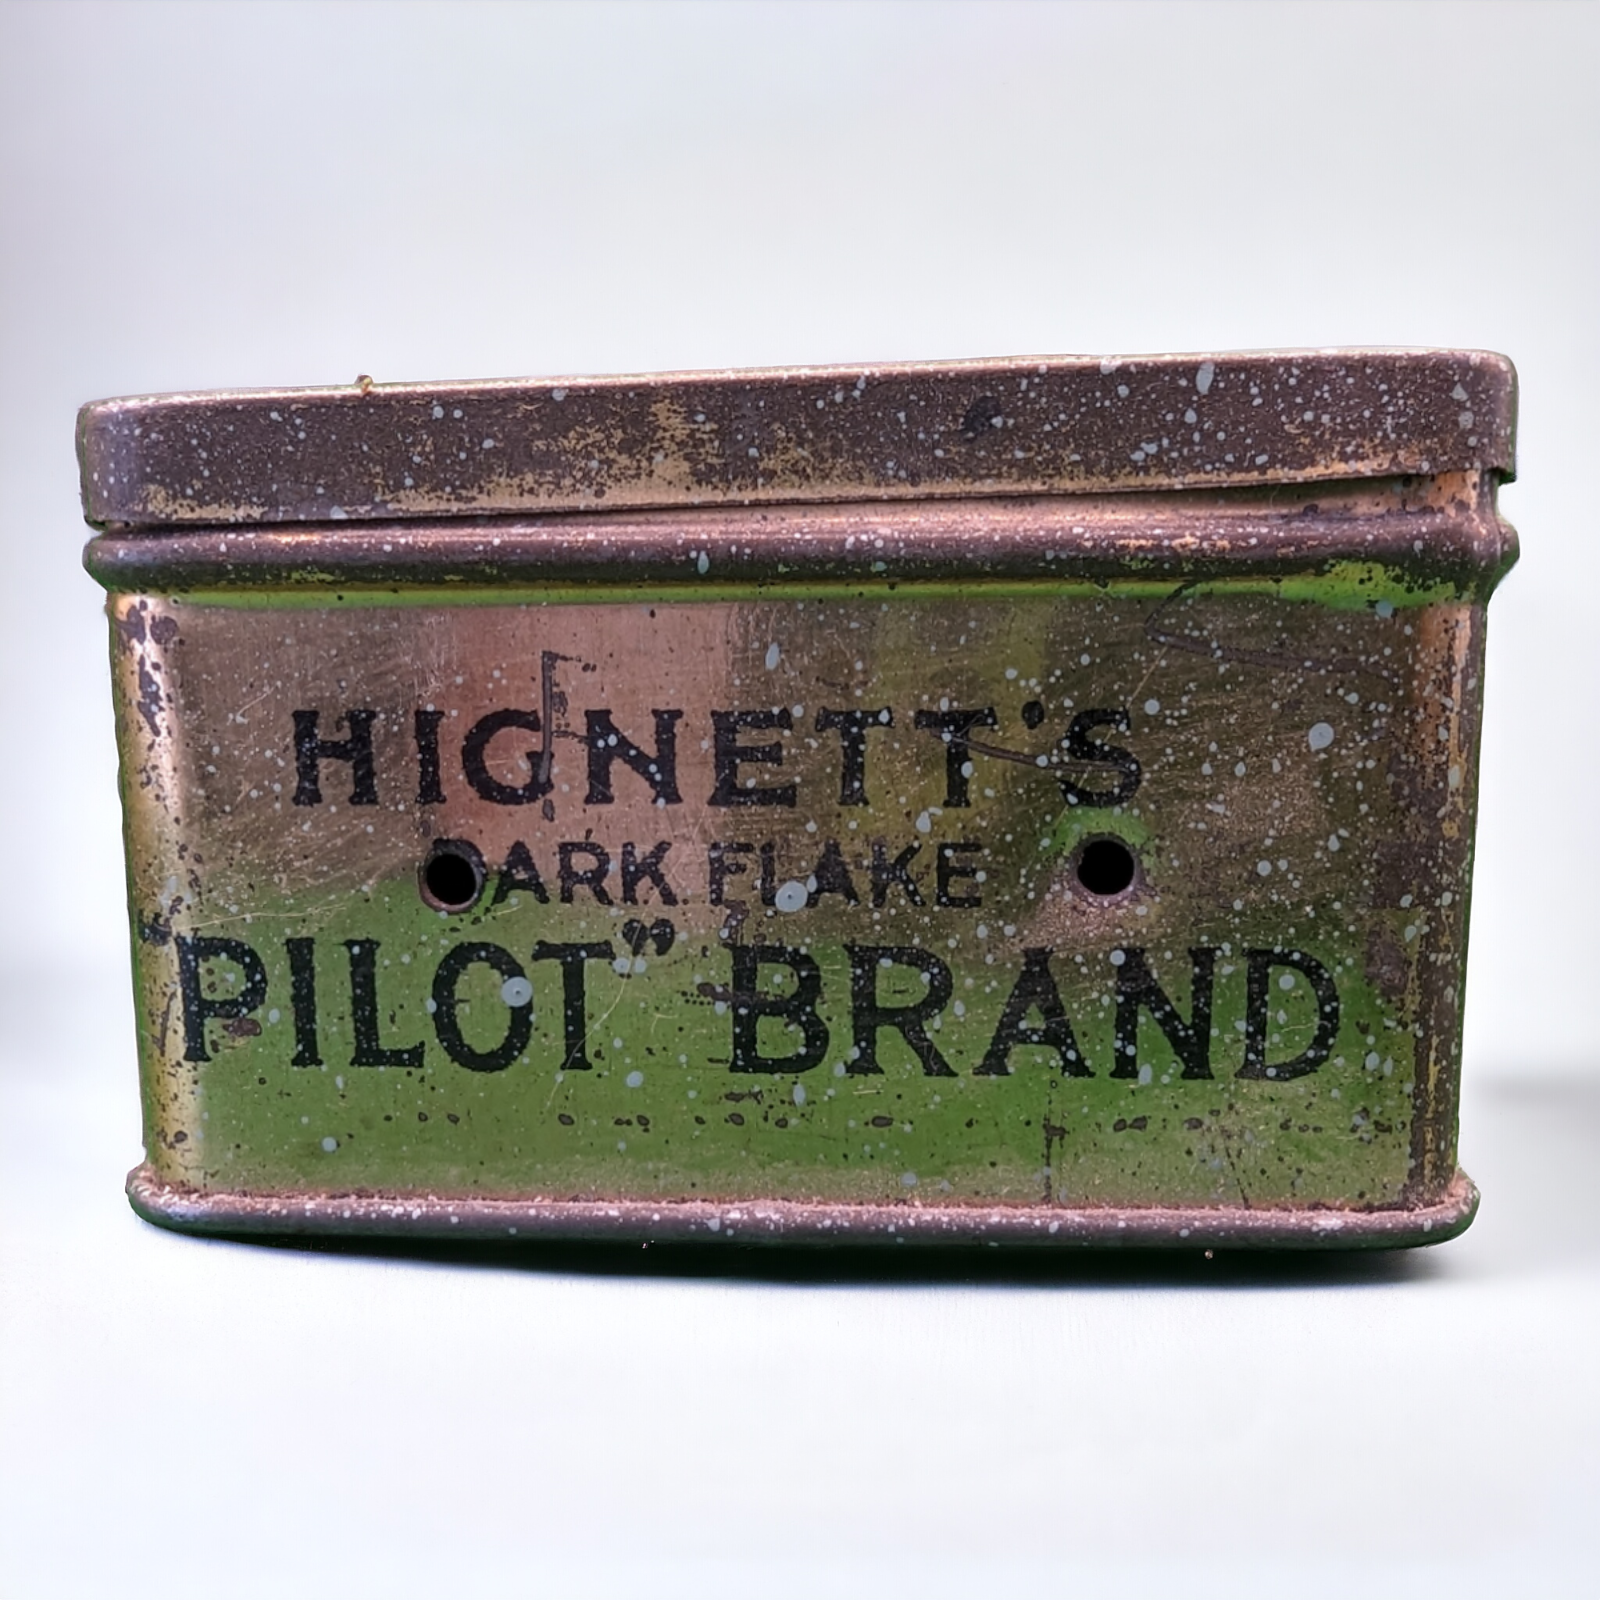 HIGNETT'S
DARK FLAKE
"PILOT" BRAND